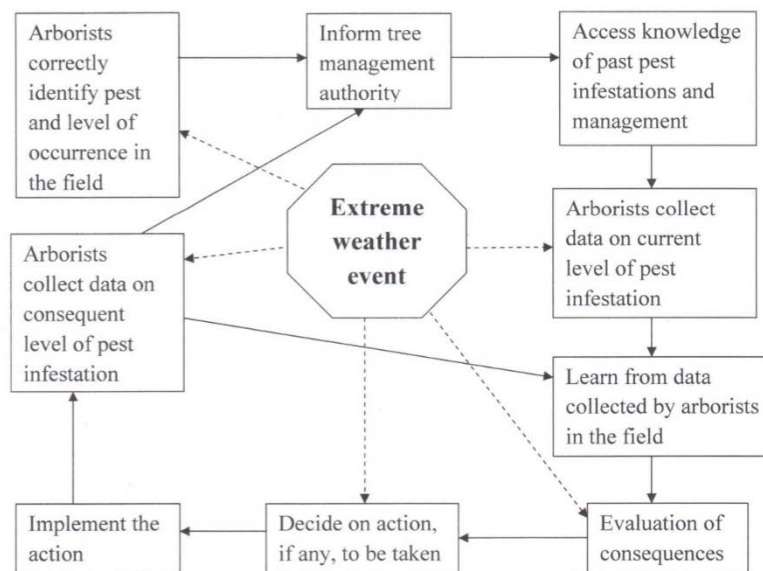 Arborists
correctly
identify pest
and level of
occurrence in
the field
Inform tree
management
authority
Access knowledge
of past pest
infestations and
management
Extreme
weather
event
Arborists
collect data on
consequent
level of pest
infestation
Arborists collect
data on current
level of pest
infestation
Learn from data
collected by arborists
in the field
Implement the
action
Decide on action,
if any, to be taken
Evaluation of
consequences